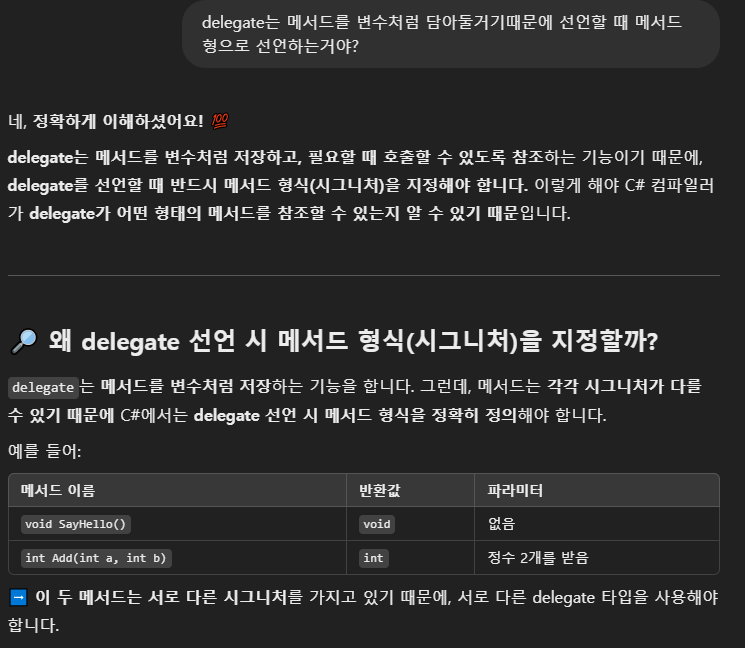 delegate는 메서드를 변수처럼 담아둘거기때문에 선언할 때 메서드
형으로 선언하는거야?
네, 정확하게 이해하셨어요! 💯
delegate는 메서드를 변수처럼 저장하고, 필요할 때 호출할 수 있도록 참조하는 기능이기 때문에,
delegate를 선언할 때 반드시 메서드 형식(시그니처)을 지정해야 합니다. 이렇게 해야 C# 컴파일러
가 delegate가 어떤 형태의 메서드를 참조할 수 있는지 알 수 있기 때문입니다.
🔎 왜 delegate 선언 시 메서드 형식(시그니처)을 지정할까?
delegate는 메서드를 변수처럼 저장하는 기능을 합니다. 그런데, 메서드는 각각 시그니처가 다를
수 있기 때문에 C#에서는 delegate 선언 시 메서드 형식을 정확히 정의해야 합니다.
예를 들어:
메서드 이름 반환값 파라미터
void SayHello() void 없음
int Add(int a, int b) int 정수 2개를 받음
➡️ 이 두 메서드는 서로 다른 시그니처를 가지고 있기 때문에, 서로 다른 delegate 타입을 사용해야
합니다.